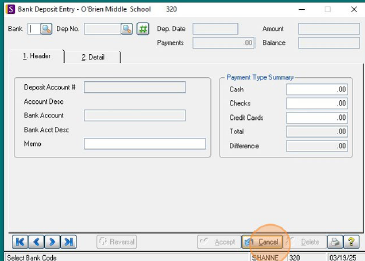 S Bank Deposit Entry - O'Brien Middle School 320
Bank Dep No. Dep. Date Amount
Payments .00 Balance
1. Header 2. Detail
Deposit Account #
Account Desc
Bank Account
Bank Acct Desc
Memo
Payment Type Summary
Cash .00
Checks .00
Credit Cards .00
Total .00
Difference .00
Reversal Accept Cancel Delete
Select Bank Code SHANNE 320 03/19/25